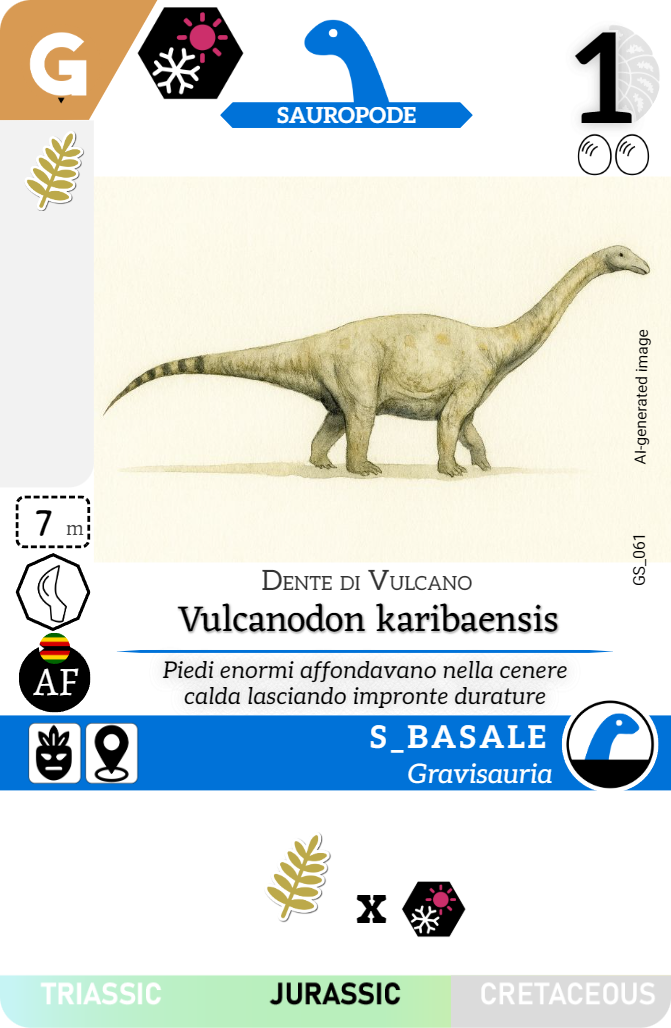 G
SAUROPODE
1
AI-generated image
GS_061
7 m
AF
Dente di Vulcano
Vulcanodon karibaensis
Piedi enormi affondavano nella cenere
calda lasciando impronte durature
S_BASALE
Gravisauria
x
TRIASSIC JURASSIC CRETACEOUS